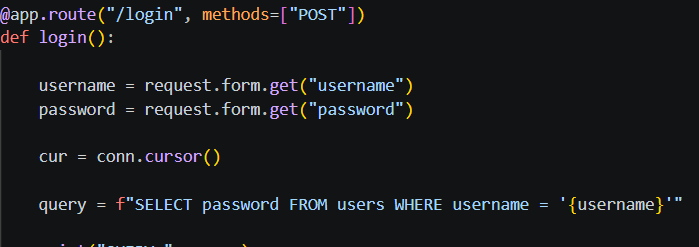 @app.route("/login", methods=["POST"])
def login():
username = request.form.get("username")
password = request.form.get("password")
cur = conn.cursor()
query = f"SELECT password FROM users WHERE username = '{username}'"